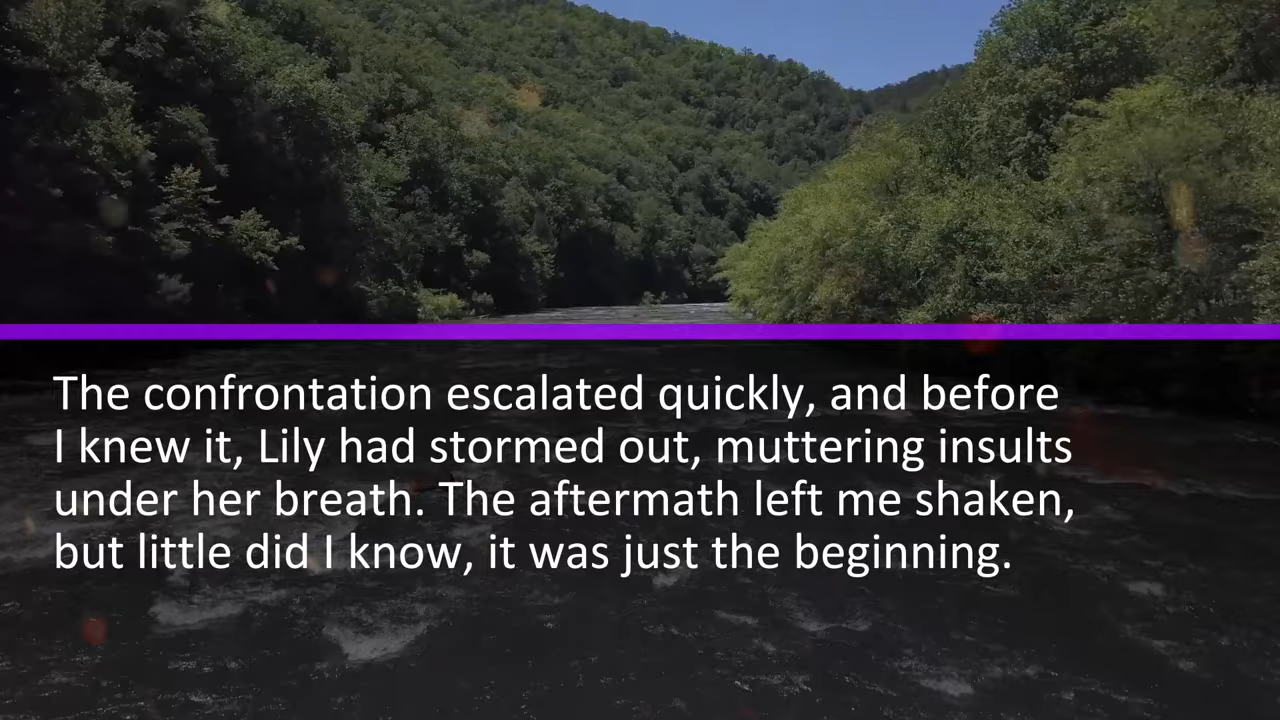 The confrontation escalated quickly, and before
I knew it, Lily had stormed out, muttering insults
under her breath. The aftermath left me shaken,
but little did I know, it was just the beginning.